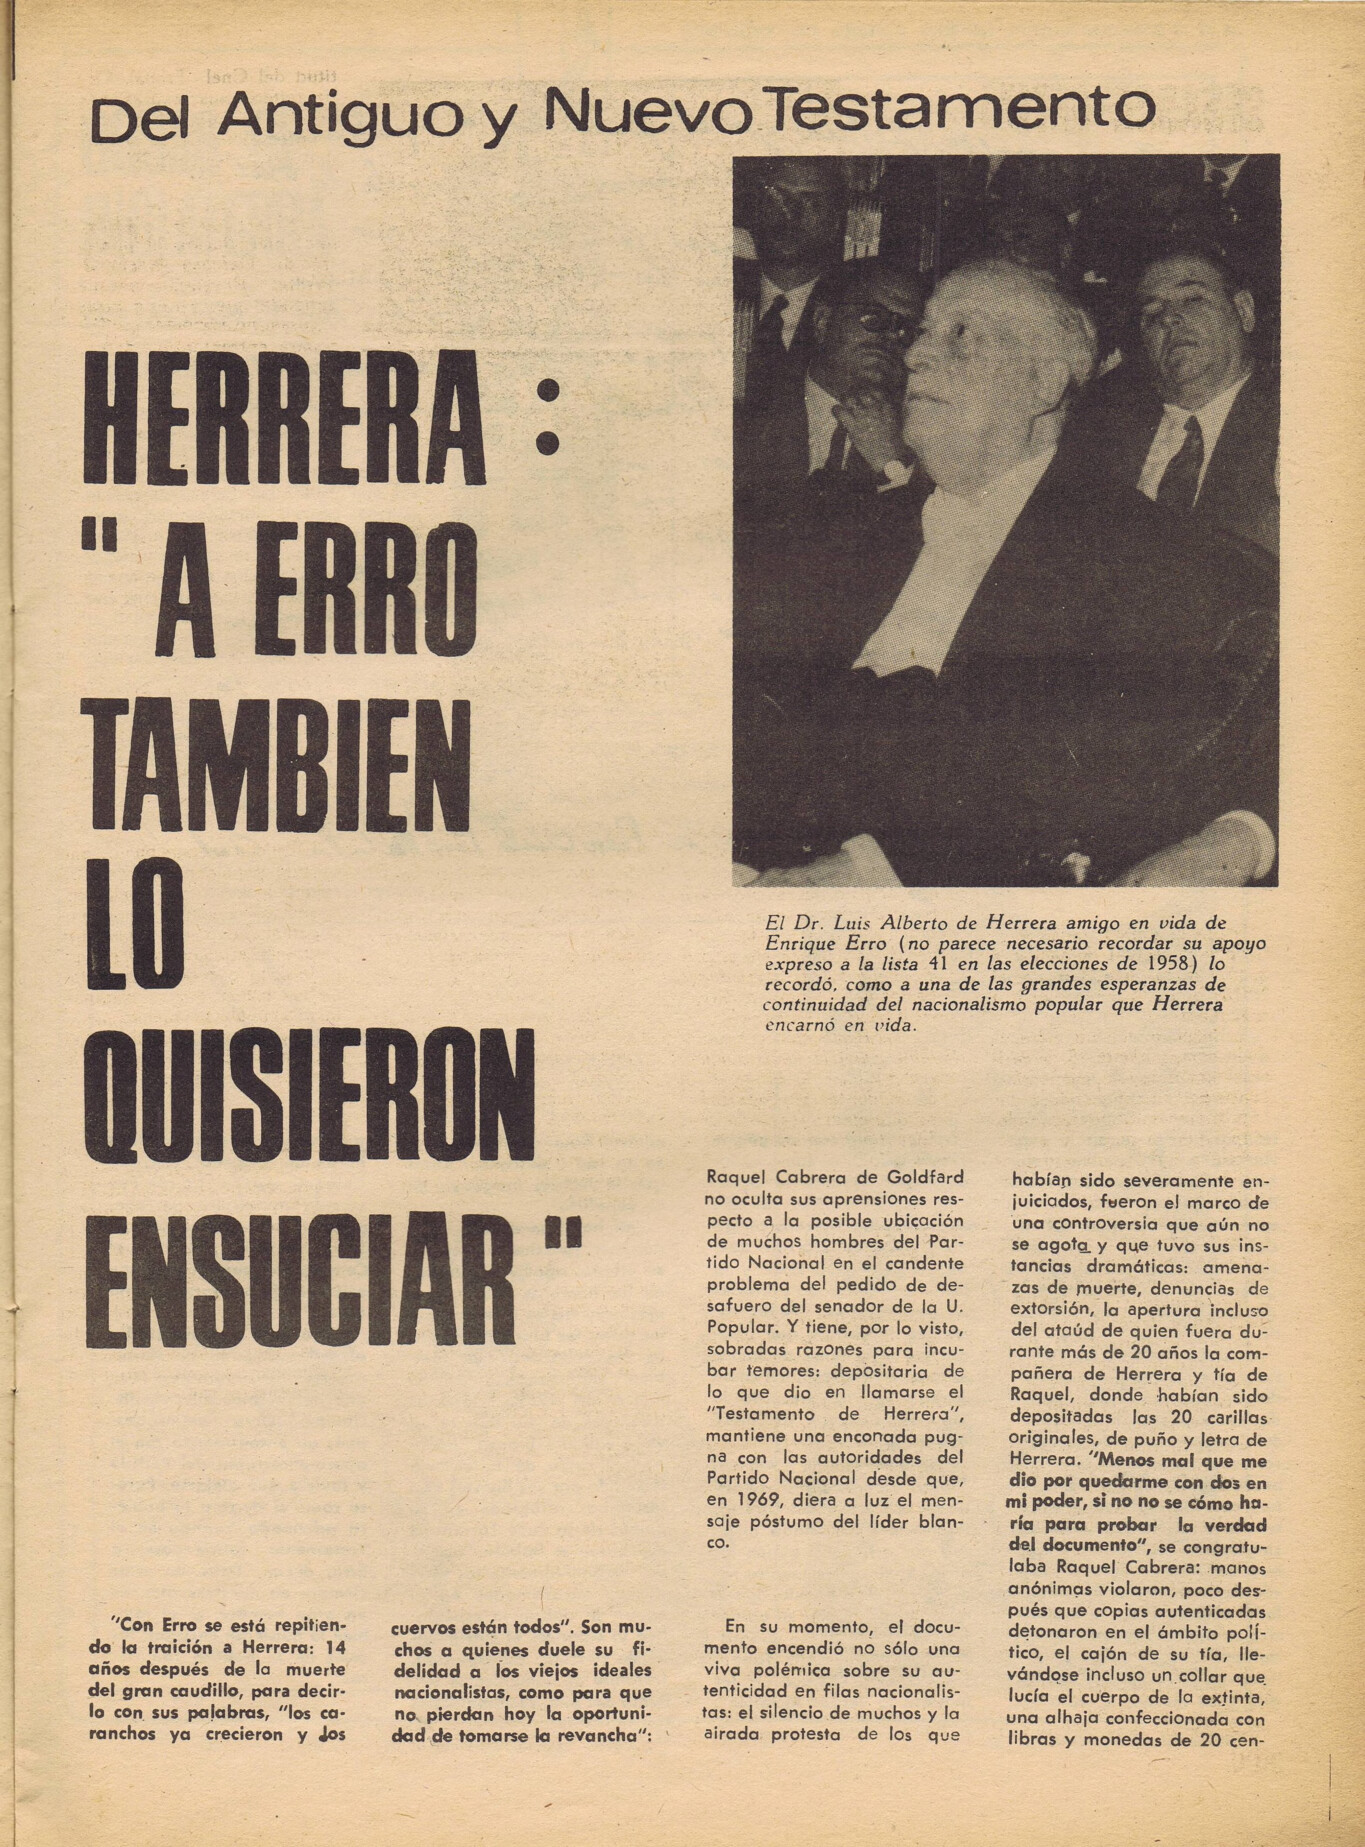 Del Antiguo y Nuevo Testamento
HERRERA :
" A ERRO
TAMBIEN
LO
QUISIERON
ENSUCIAR "
El Dr. Luis Alberto de Herrera amigo en vida de
Enrique Erro (no parece necesario recordar su apoyo
expreso a la lista 41 en las elecciones de 1958) lo
recordó, como a una de las grandes esperanzas de
continuidad del nacionalismo popular que Herrera
encarnó en vida.
"Con Erro se está repitien-
do la traición a Herrera: 14
años después de la muerte
del gran caudillo, para decir-
lo con sus palabras, "los ca-
ranchos ya crecieron y los
cuervos están todos". Son mu-
chos a quienes duele su fi-
delidad a los viejos ideales
nacionalistas, como para que
no pierdan hoy la oportuni-
dad de tomarse la revancha":
Raquel Cabrera de Goldfard
no oculta sus aprensiones res-
pecto a la posible ubicación
de muchos hombres del Par-
tido Nacional en el candente
problema del pedido de de-
safuero del senador de la U.
Popular. Y tiene, por lo visto,
sobradas razones para incu-
bar temores: depositaria de
lo que dio en llamarse el
"Testamento de Herrera",
mantiene una enconada pug-
na con las autoridades del
Partido Nacional desde que,
en 1969, diera a luz el men-
saje póstumo del líder blan-
co.
En su momento, el docu-
mento encendió no sólo una
viva polémica sobre su au-
tenticidad en filas nacionalis-
tas: el silencio de muchos y la
airada protesta de los que
habían sido severamente en-
juiciados, fueron el marco de
una controversia que aún no
se agota y que tuvo sus ins-
tancias dramáticas: amena-
zas de muerte, denuncias de
extorsión, la apertura incluso
del ataúd de quien fuera du-
rante más de 20 años la com-
pañera de Herrera y tía de
Raquel, donde habían sido
depositadas las 20 carillas
originales, de puño y letra de
Herrera. "Menos mal que me
dio por quedarme con dos en
mi poder, si no no se cómo ha-
ría para probar la verdad
del documento", se congratu-
laba Raquel Cabrera: manos
anónimas violaron, poco des-
pués que copias autenticadas
detonaron en el ámbito polí-
tico, el cajón de su tía, lle-
vándose incluso un collar que
lucía el cuerpo de la extinta,
una alhaja confeccionada con
libras y monedas de 20 cen-